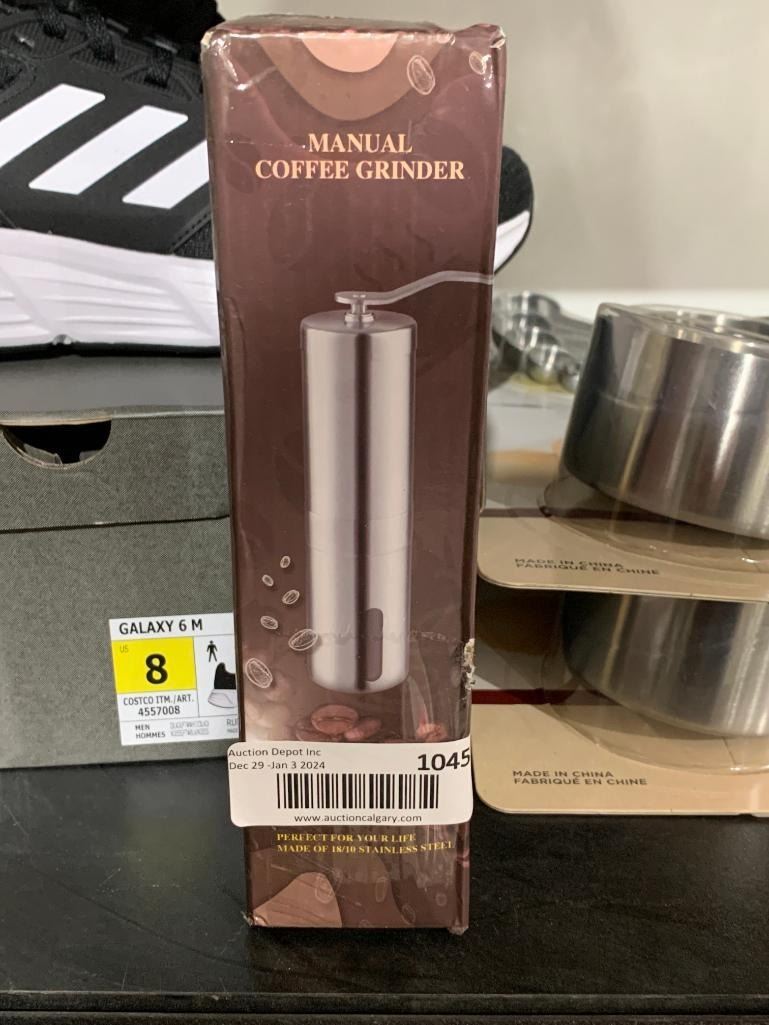 MANUAL
COFFEE GRINDER
Auction Depot Inc
Dec 29 -Jan 3 2024
1045
www.auctioncalgary.com
PERFECT FOR YOUR LIFE
MADE OF 18/10 STAINLESS STEEL
GALAXY 6 M
US
8
COSTCO ITM./ART.
4557008
MEN
HOMMES
MADE IN CHINA
FABRIQUÉ EN CHINE
MADE IN CHINA
FABRIQUÉ EN CHINE